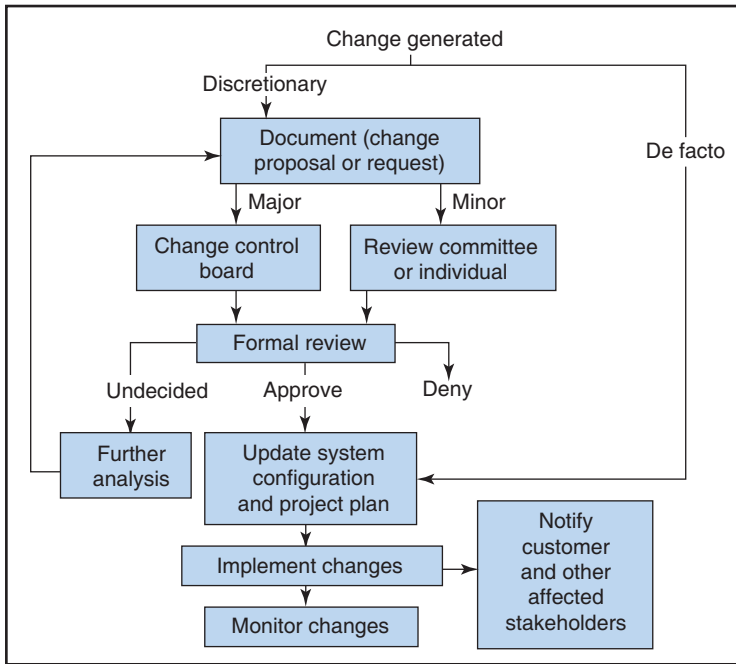 Change generated
Discretionary
De facto
Document (change
proposal or request)
Major
Minor
Change control
board
Review committee
or individual
Formal review
Undecided
Approve
Deny
Further
analysis
Update system
configuration
and project plan
Notify
customer
and other
affected
stakeholders
Implement changes
Monitor changes